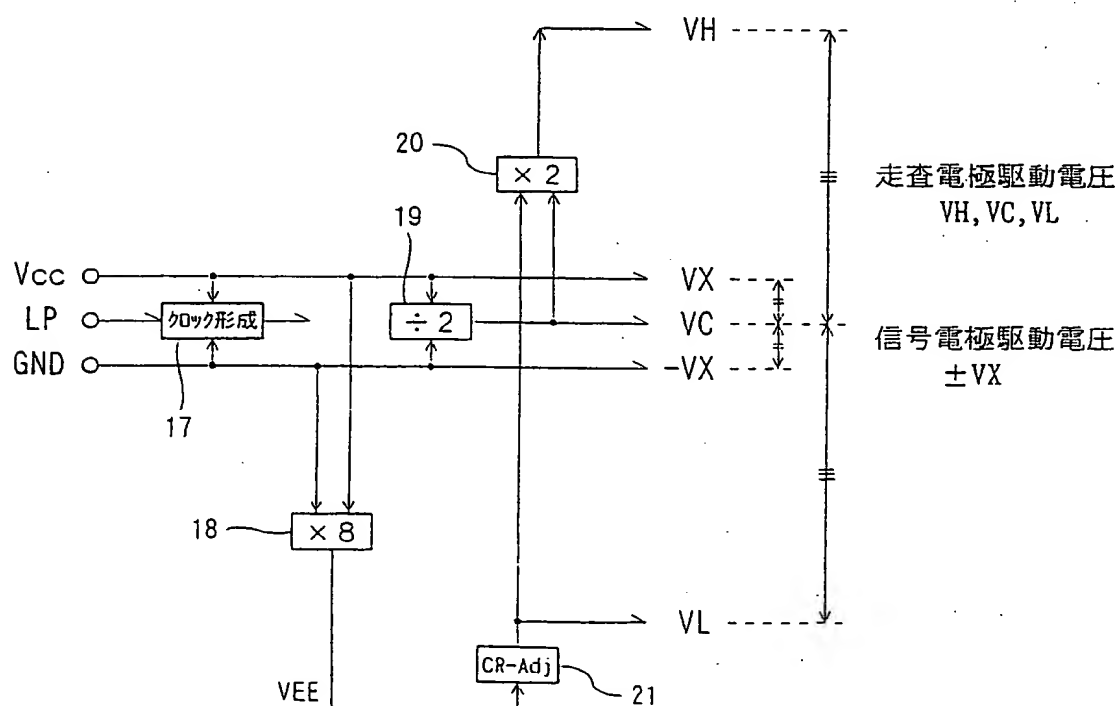 VH
20
× 2
走査電極駆動電圧
VH, VC, VL
19
Vcc
VX
LP
クロック形成
÷ 2
VC
GND
-VX
信号電極駆動電圧
±VX
17
18
× 8
VL
CR-Adj
VEE
21